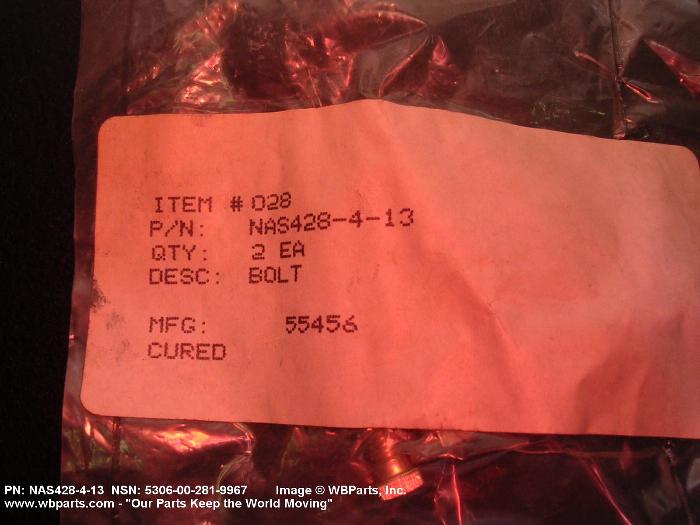 ITEM # 028
P/N: NAS428-4-13
QTY: 2 EA
DESC: BOLT
MFG: 55456
CURED
PN: NAS428-4-13 NSN: 5306-00-281-9967 Image © WBParts, Inc.
www.wbparts.com - "Our Parts Keep the World Moving"